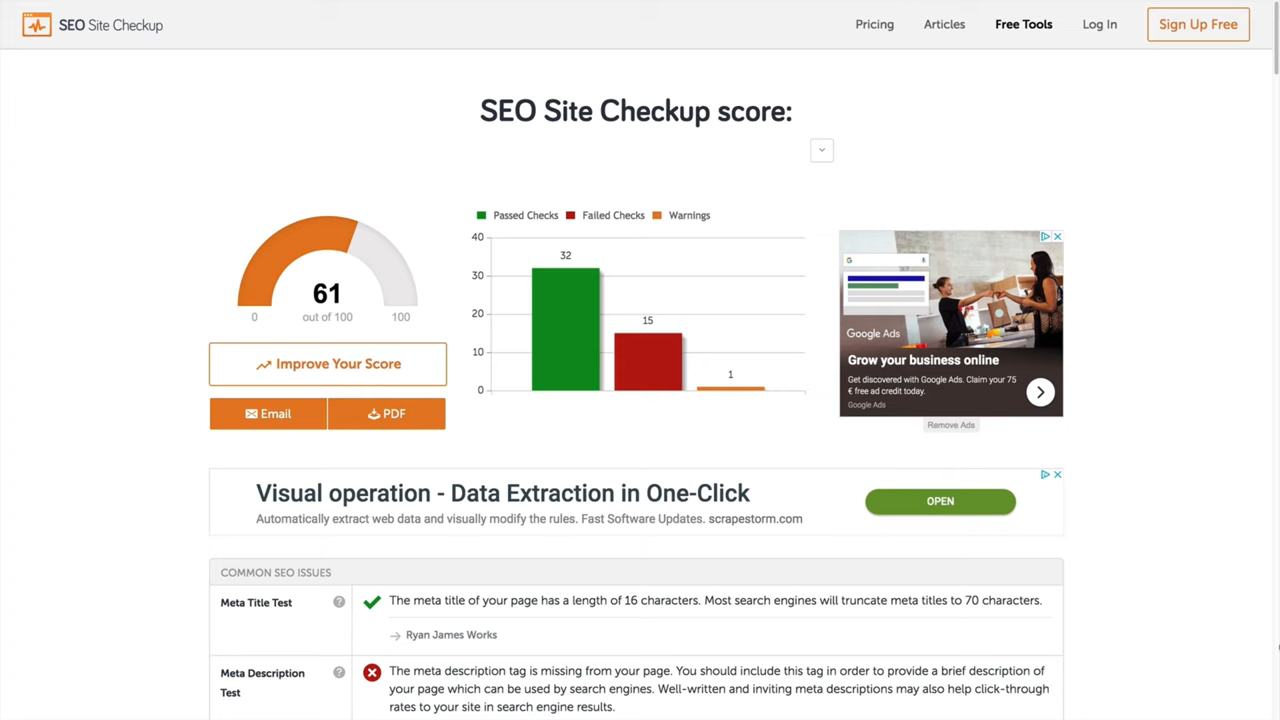 SEO Site Checkup
Pricing
Articles
Free Tools
Log In
Sign Up Free
SEO Site Checkup score:
61
0
out of 100
100
Improve Your Score
Email
PDF
Passed Checks
Failed Checks
Warnings
40
30
20
10
0
32
15
1
G
Google Ads
Grow your business online
Get discovered with Google Ads. Claim your 75
€ free ad credit today.
Google Ads
Remove Ads
Visual operation - Data Extraction in One-Click
Automatically extract web data and visually modify the rules. Fast Software Updates. scrapestorm.com
OPEN
COMMON SEO ISSUES
Meta Title Test
?
The meta title of your page has a length of 16 characters. Most search engines will truncate meta titles to 70 characters.
Ryan James Works
Meta Description
Test
?
The meta description tag is missing from your page. You should include this tag in order to provide a brief description of
your page which can be used by search engines. Well-written and inviting meta descriptions may also help click-through
rates to your site in search engine results.